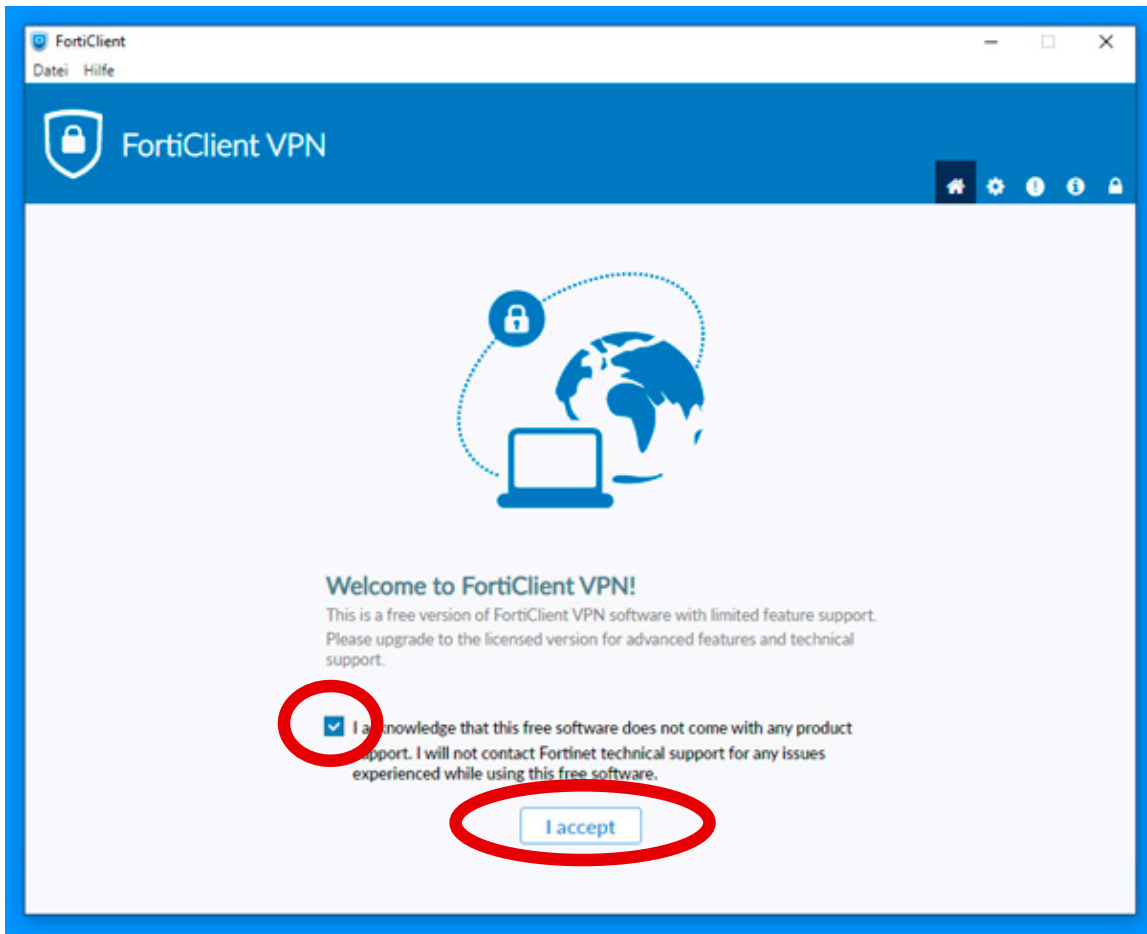 FortiClient
Datei Hilfe
FortiClient VPN
Welcome to FortiClient VPN!
This is a free version of FortiClient VPN software with limited feature support.
Please upgrade to the licensed version for advanced features and technical
support.
I acknowledge that this free software does not come with any product
support. I will not contact Fortinet technical support for any issues
experienced while using this free software.
I accept